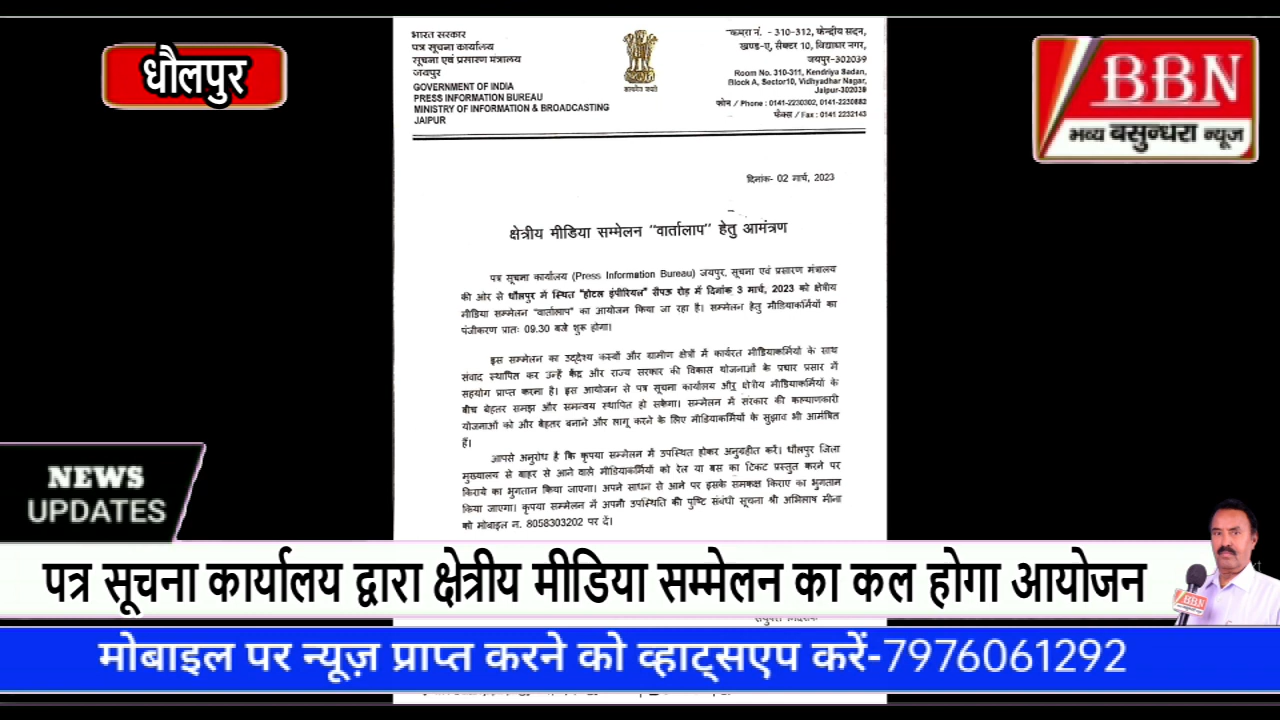 धौलपुर
BBN
भव्य बसुन्धरा न्यूज
भारत सरकार
पत्र सूचना कार्यालय
सूचना एवं प्रसारण मंत्रालय
जयपुर
GOVERNMENT OF INDIA
PRESS INFORMATION BUREAU
MINISTRY OF INFORMATION & BROADCASTING
JAIPUR
सत्यमेव जयते
कमरा नं. - 310-312, केन्द्रीय सदन,
खण्ड-ए, सैक्टर 10, विद्याधर नगर,
जयपुर-302039
Room No. 310-311, Kendriya Sadan,
Block A, Sector10, Vidhyadhar Nagar,
Jaipur-302039
फोन / Phone : 0141-2230302, 0141-2230882
फैक्स / Fax : 0141 2232143
दिनांक- 02 मार्च, 2023
क्षेत्रीय मीडिया सम्मेलन "वार्तालाप" हेतु आमंत्रण
पत्र सूचना कार्यालय (Press Information Bureau) जयपुर, सूचना एवं प्रसारण मंत्रालय
की ओर से धौलपुर में स्थित "होटल इंपीरियल" सैंपऊ रोड़ में दिनांक 3 मार्च, 2023 को क्षेत्रीय
मीडिया सम्मेलन "वार्तालाप" का आयोजन किया जा रहा है। सम्मेलन हेतु मीडियाकर्मियों का
पंजीकरण प्रातः 09.30 बजे शुरू होगा।
इस सम्मेलन का उद्देश्य कस्बों और ग्रामीण क्षेत्रों में कार्यरत मीडियाकर्मियों के साथ
संवाद स्थापित कर उन्हें केंद्र और राज्य सरकार की विकास योजनाओं के प्रचार प्रसार में
सहयोग प्राप्त करना है। इस आयोजन से पत्र सूचना कार्यालय और क्षेत्रीय मीडियाकर्मियों के
बीच बेहतर समझ और समन्वय स्थापित हो सकेगा। सम्मेलन में सरकार की कल्याणकारी
योजनाओं को और बेहतर बनाने और लागू करने के लिए मीडियाकर्मियों के सुझाव भी आमंत्रित
हैं।
आपसे अनुरोध है कि कृपया सम्मेलन में उपस्थित होकर अनुग्रहीत करें। धौलपुर जिला
मुख्यालय से बाहर से आने वाले मीडियाकर्मियों को रेल या बस का टिकट प्रस्तुत करने पर
किराये का भुगतान किया जाएगा। अपने साधन से आने पर इसके समकक्ष किराए का भुगतान
किया जाएगा। कृपया सम्मेलन में अपनी उपस्थिति की पुष्टि संबंधी सूचना श्री अभिलाष मीना
को मोबाइल न. 8058303202 पर दें।
NEWS
UPDATES
पत्र सूचना कार्यालय द्वारा क्षेत्रीय मीडिया सम्मेलन का कल होगा आयोजन
BBN
मोबाइल पर न्यूज़ प्राप्त करने को व्हाट्सएप करें-7976061292